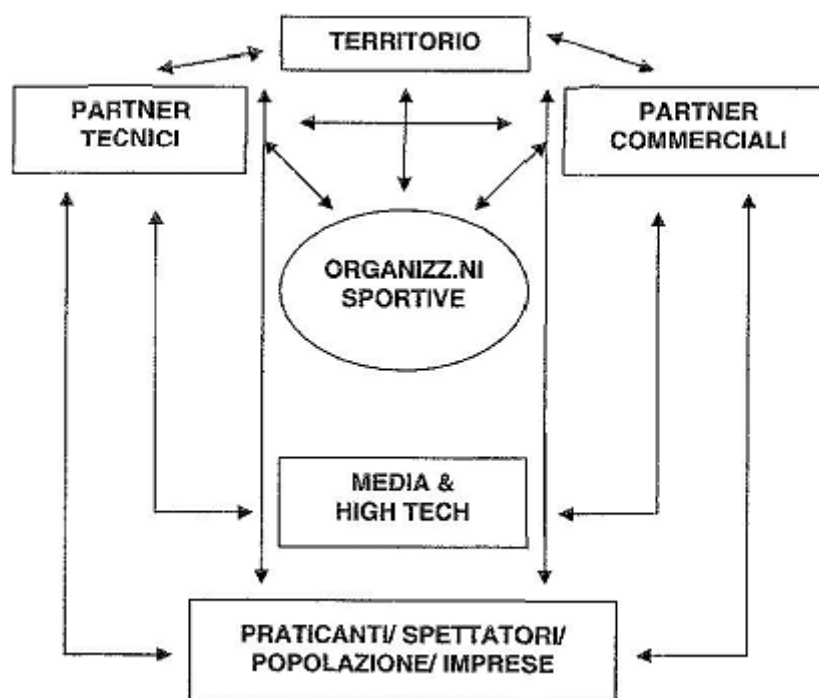 TERRITORIO
PARTNER
TECNICI
PARTNER
COMMERCIALI
ORGANIZZ.NI
SPORTIVE
MEDIA &
HIGH TECH
PRATICANTI/ SPETTATORI/
POPOLAZIONE/ IMPRESE